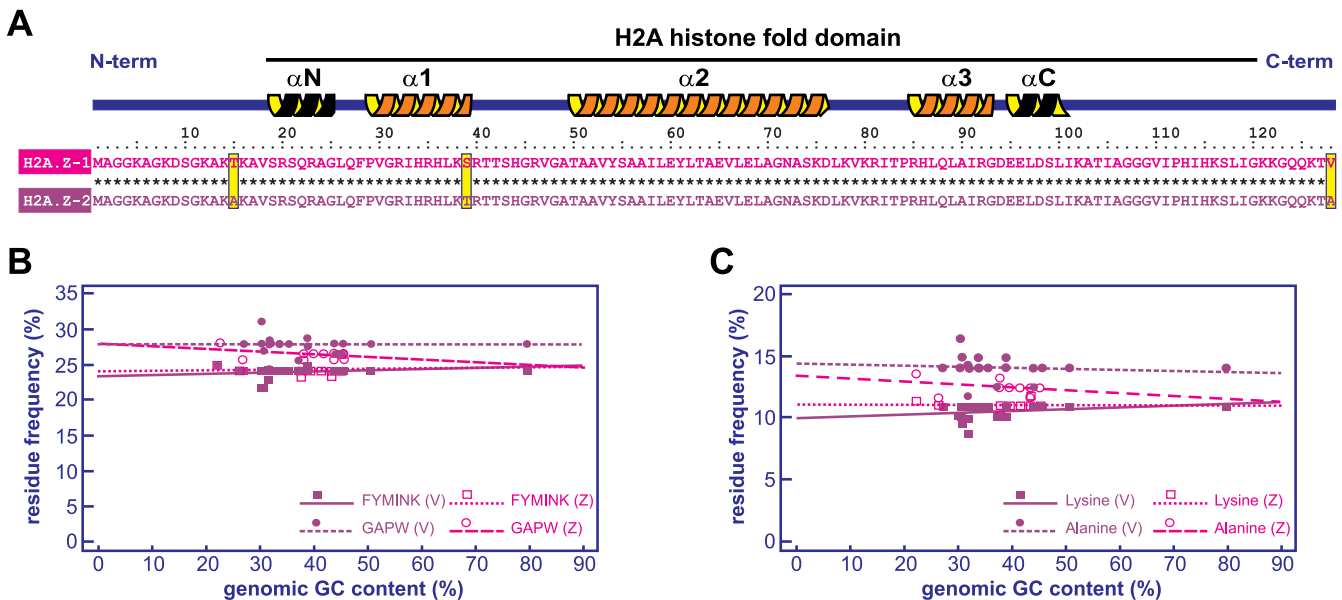 A
H2A histone fold domain
N-term
C-term
αN
α1
α2
α3
αC
10 20 30 40 50 60 70 80 90 100 110 120
H2A.Z-1 MAGGKAGKDSGKAKTKAVSRSQRAGLQFPVGRIHRHLKSRTTSHGRVGATAAVYSAAILEYLTAEVLELAGNASKDLKVKRITPRHLQLAIRGDEELDSLIKATIAGGGVIPHIHKSLIGKKGQQKTV
********************************************************************************************************************************
H2A.Z-2 MAGGKAGKDSGKAKAKAVSRSQRAGLQFPVGRIHRHLKTRTTSHGRVGATAAVYSAAILEYLTAEVLELAGNASKDLKVKRITPRHLQLAIRGDEELDSLIKATIAGGGVIPHIHKSLIGKKGQQKTA
B
residue frequency (%)
35
30
25
20
15
10
5
0
FYMINK (V) FYMINK (Z)
GAPW (V) GAPW (Z)
0 10 20 30 40 50 60 70 80 90
genomic GC content (%)
C
residue frequency (%)
20
15
10
5
0
Lysine (V) Lysine (Z)
Alanine (V) Alanine (Z)
0 10 20 30 40 50 60 70 80 90
genomic GC content (%)